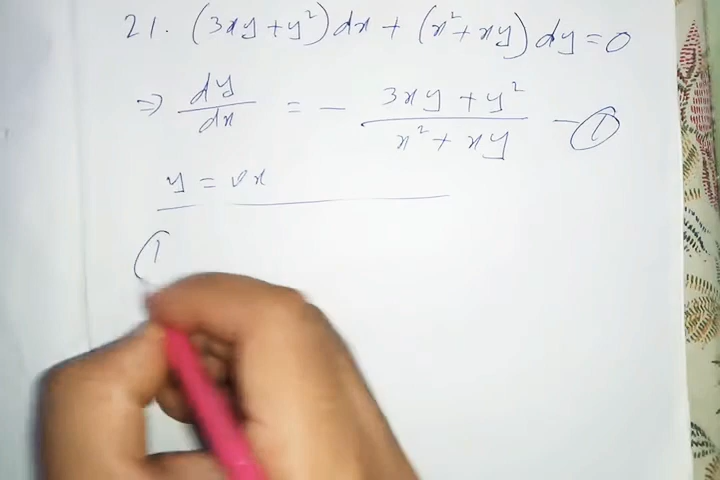 21. (3xy+y²)dx + (x²+xy)dy=0
⇒ dy/dx = - (3xy+y²)/(x²+xy) —①
y = vx
①